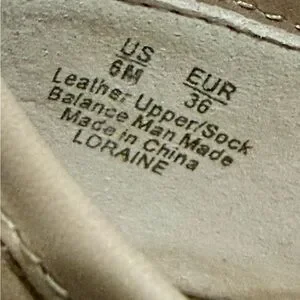 US EUR
6M 36
Leather Upper/Sock
Balance Man Made
Made in China
LORAINE